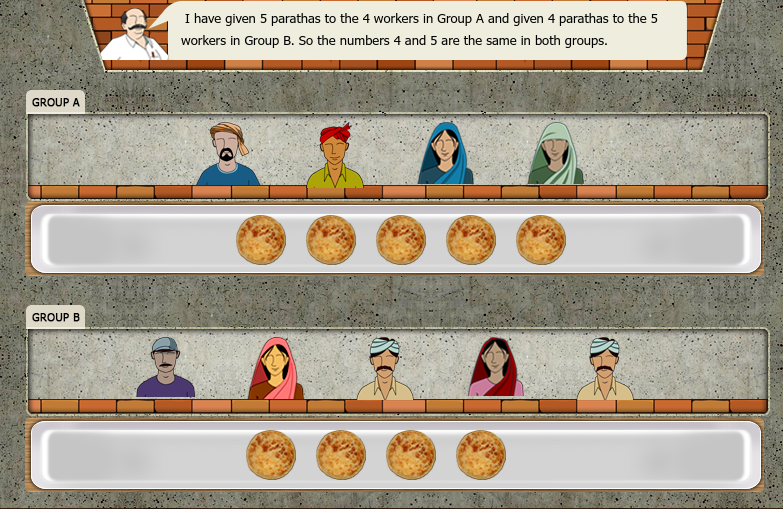 I have given 5 parathas to the 4 workers in Group A and given 4 parathas to the 5
workers in Group B. So the numbers 4 and 5 are the same in both groups.
GROUP A
GROUP B